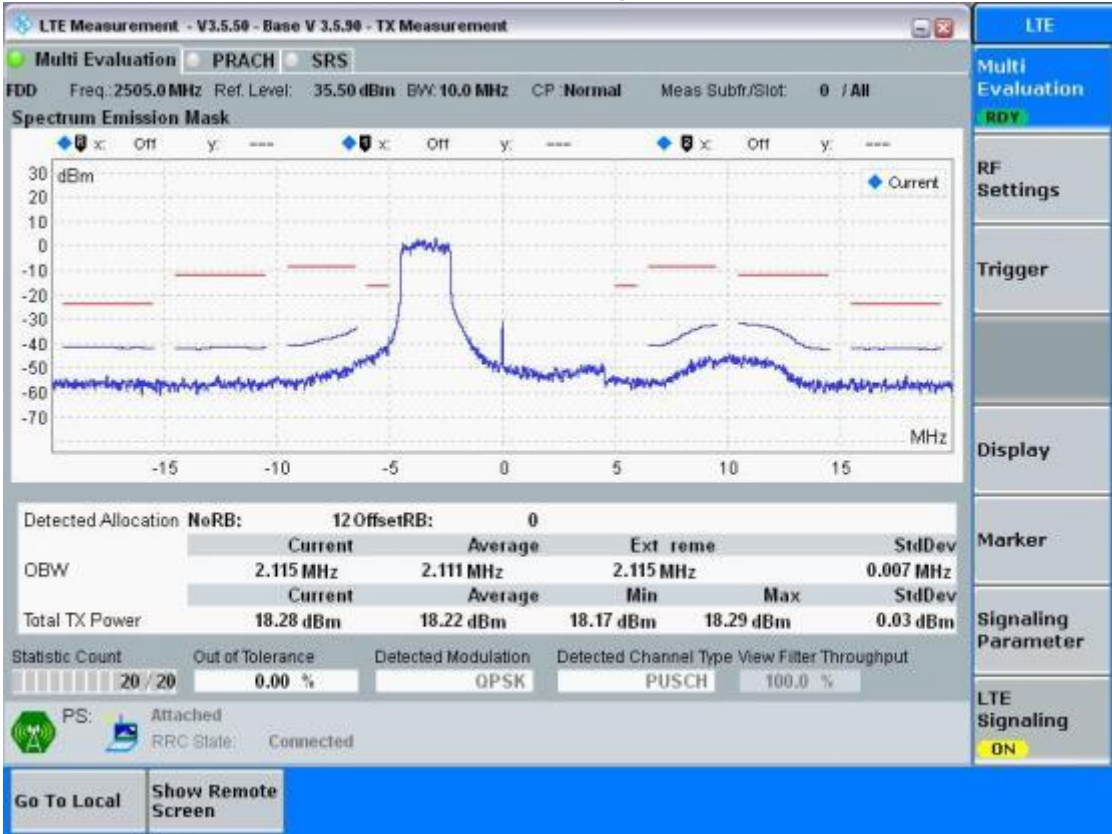 LTE Measurement - V3.5.50 - Base V 3.5.90 - TX Measurement
LTE
Multi Evaluation PRACH SRS
Multi
Evaluation
RDY
FDD Freq.:2505.0 MHz Ref. Level: 35.50 dBm BW: 10.0 MHz CP :Normal Meas Subfr./Slot: 0 / All
Spectrum Emission Mask
x: Off y: --- x: Off y: --- x: Off y: ---
30 dBm
Current
20
10
0
-10
-20
-30
-40
-50
-60
-70
MHz
-15 -10 -5 0 5 10 15
RF
Settings
Trigger
Display
Marker
Signaling
Parameter
LTE
Signaling
ON
Detected Allocation NoRB: 12 OffsetRB: 0
Current Average Ext reme StdDev
OBW 2.115 MHz 2.111 MHz 2.115 MHz 0.007 MHz
Current Average Min Max StdDev
Total TX Power 18.28 dBm 18.22 dBm 18.17 dBm 18.29 dBm 0.03 dBm
Statistic Count Out of Tolerance Detected Modulation Detected Channel Type View Filter Throughput
20 / 20 0.00 % QPSK PUSCH 100.0 %
PS: Attached
RRC State: Connected
Go To Local
Show Remote
Screen